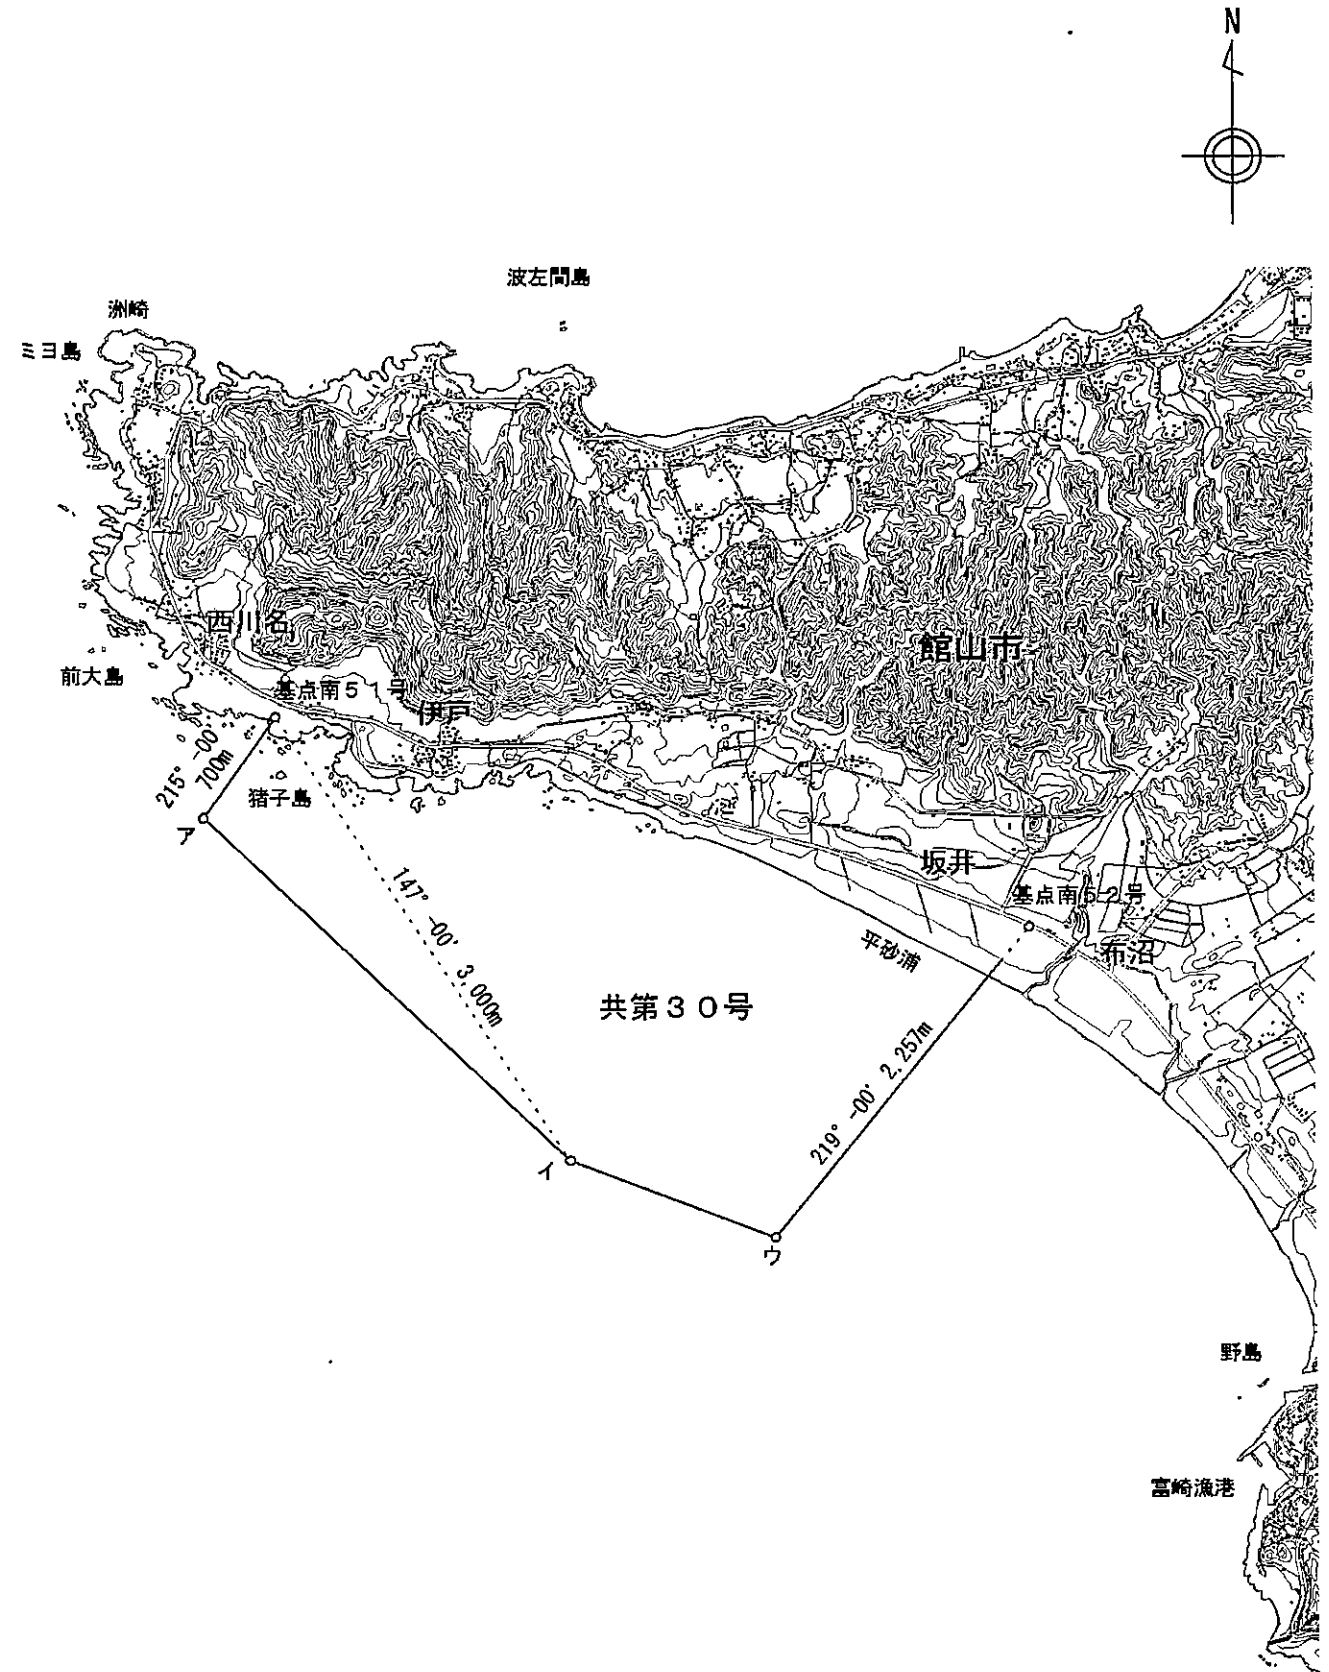 N
波左間島
洲崎
ミヨ島
西川名
館山市
前大島
基点南51号
伊戸
215°-00′
700m
猪子島
ア
坂井
147°-00′ 3,000m
基点南52号
平砂浦
布沼
共第30号
219°-00′ 2,257m
イ
ウ
野島
富崎漁港